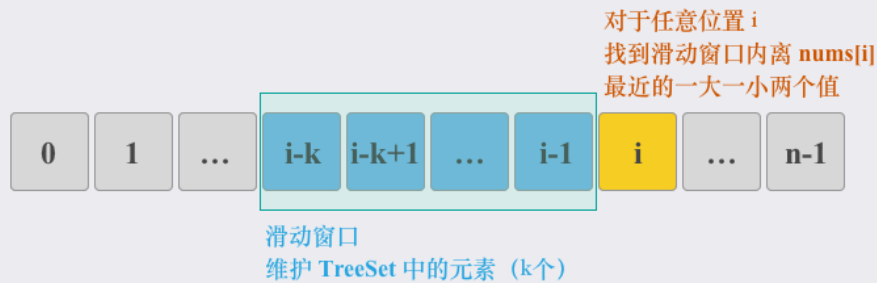 对于任意位置 i
找到滑动窗口内离 nums[i]
最近的一大一小两个值
0 1 … i-k i-k+1 … i-1 i … n-1
滑动窗口
维护 TreeSet 中的元素（k个）